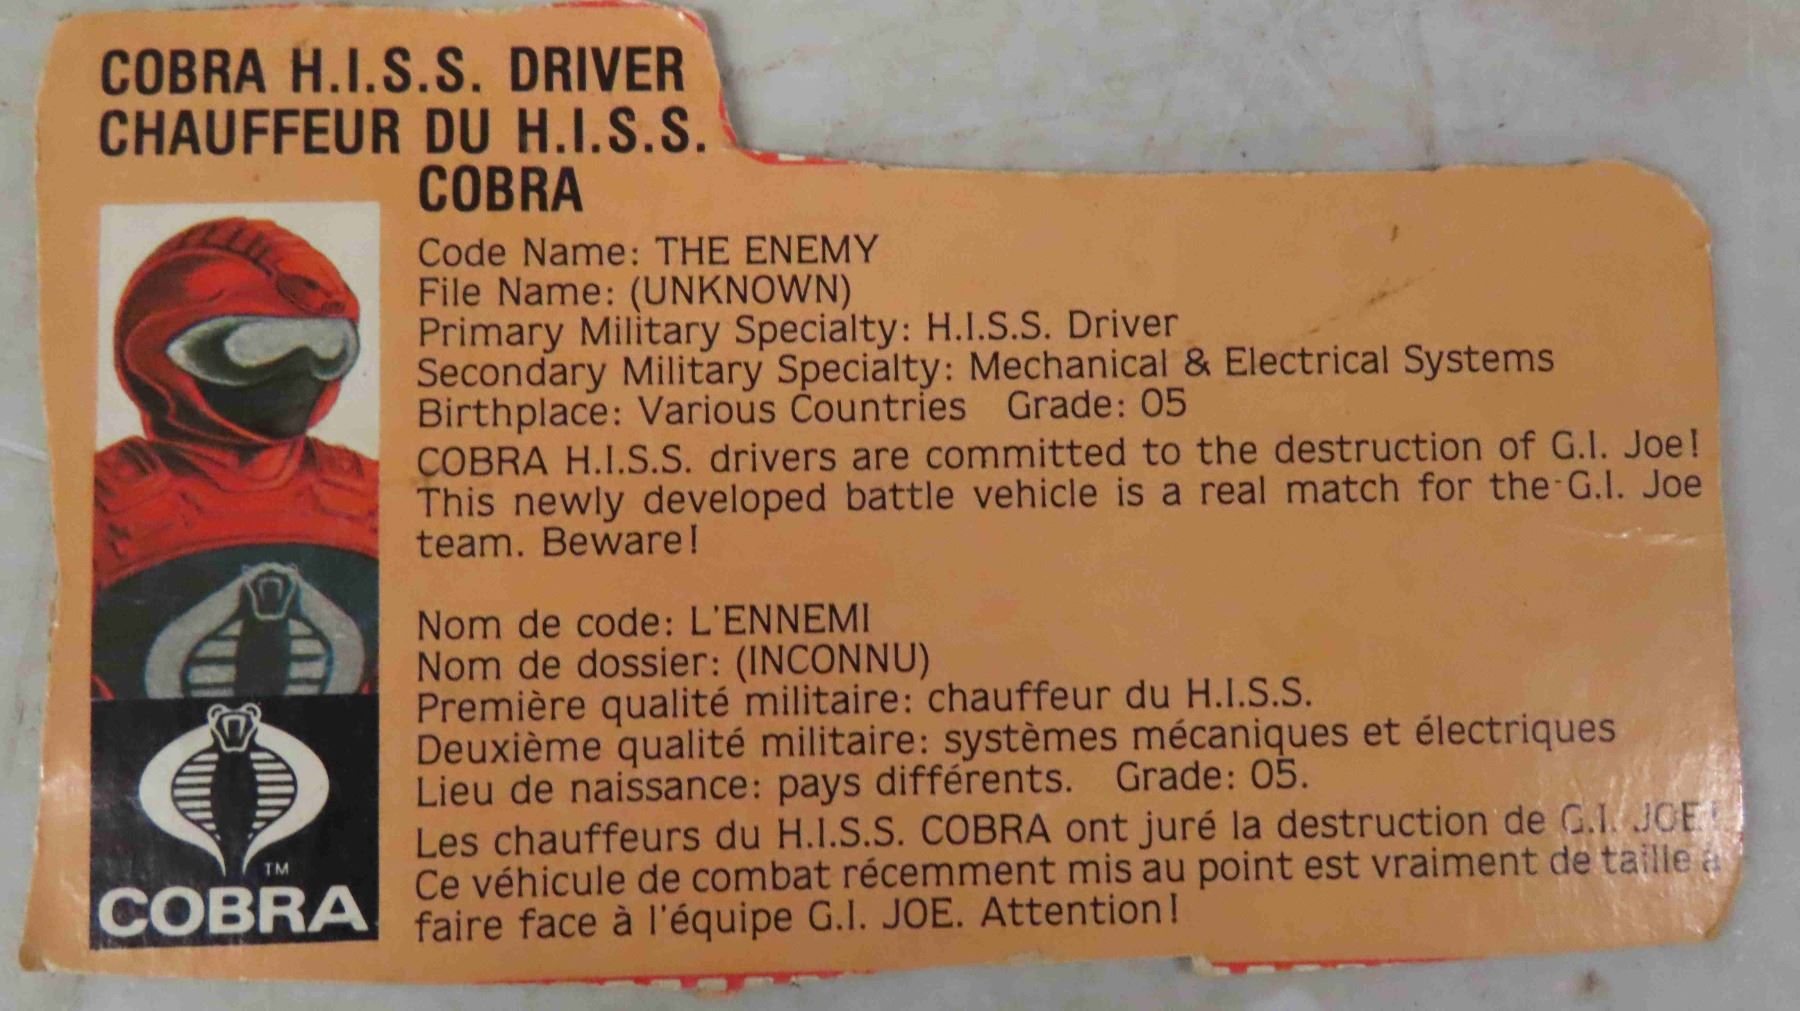 COBRA H.I.S.S. DRIVER
CHAUFFEUR DU H.I.S.S.
COBRA
Code Name: THE ENEMY
File Name: (UNKNOWN)
Primary Military Specialty: H.I.S.S. Driver
Secondary Military Specialty: Mechanical & Electrical Systems
Birthplace: Various Countries Grade: 05
COBRA H.I.S.S. drivers are committed to the destruction of G.I. Joe!
This newly developed battle vehicle is a real match for the G.I. Joe
team. Beware!
Nom de code: L'ENNEMI
Nom de dossier: (INCONNU)
Première qualité militaire: chauffeur du H.I.S.S.
Deuxième qualité militaire: systèmes mécaniques et électriques
Lieu de naissance: pays différents. Grade: 05.
Les chauffeurs du H.I.S.S. COBRA ont juré la destruction de G.I. JOE!
Ce véhicule de combat récemment mis au point est vraiment de taille à
faire face à l'équipe G.I. JOE. Attention!
TM
COBRA